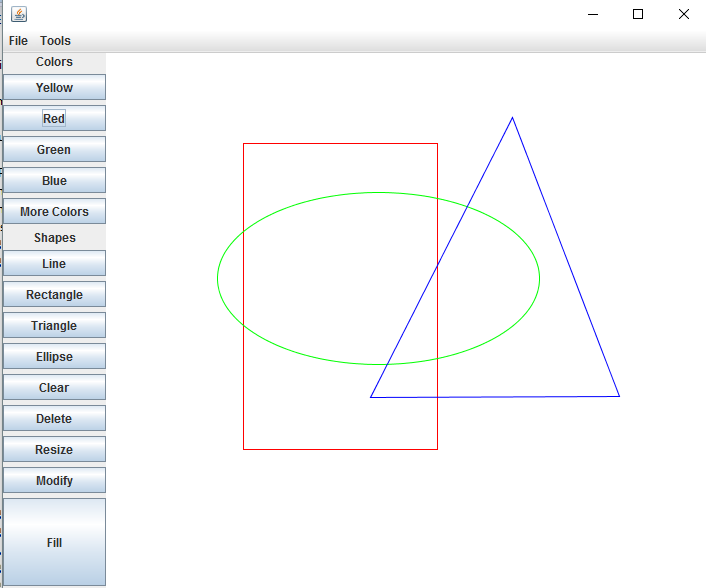 File Tools
Colors
Yellow
Red
Green
Blue
More Colors
Shapes
Line
Rectangle
Triangle
Ellipse
Clear
Delete
Resize
Modify
Fill